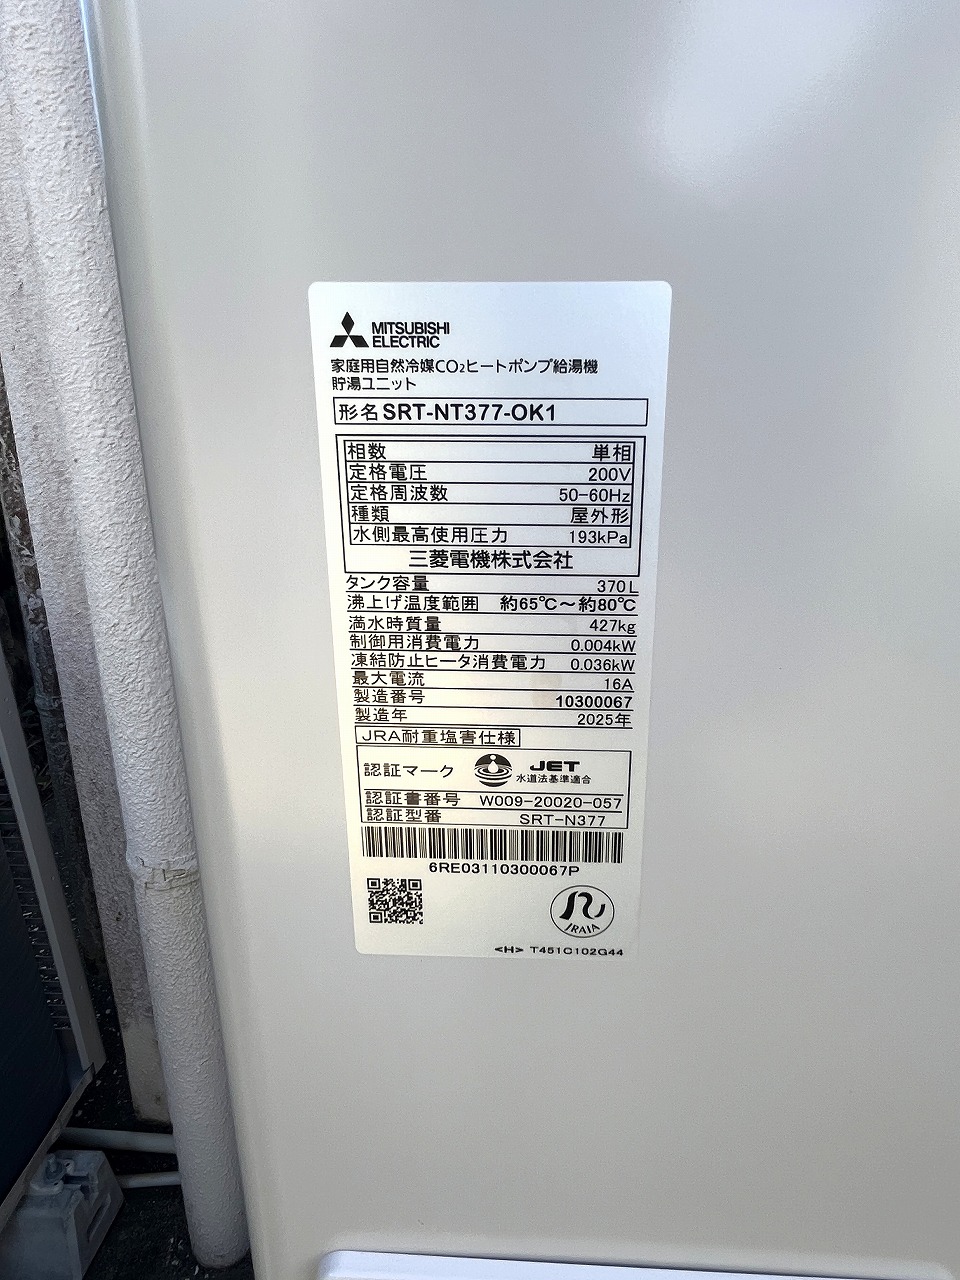 MITSUBISHI
ELECTRIC
家庭用自然冷媒CO₂ヒートポンプ給湯機
貯湯ユニット
形名 SRT-NT377-OK1
相数 単相
定格電圧 200V
定格周波数 50-60Hz
種類 屋外形
水側最高使用圧力 193kPa
三菱電機株式会社
タンク容量 370L
沸上げ温度範囲 約65℃～約80℃
満水時質量 427kg
制御用消費電力 0.004kW
凍結防止ヒータ消費電力 0.036kW
最大電流 16A
製造番号 10300067
製造年 2025年
JRA耐重塩害仕様
認証マーク JET
水道法基準適合
認証書番号 W009-20020-057
認証型番 SRT-N377
6RE03110300067P
JRAIA
<H> T451C102G44